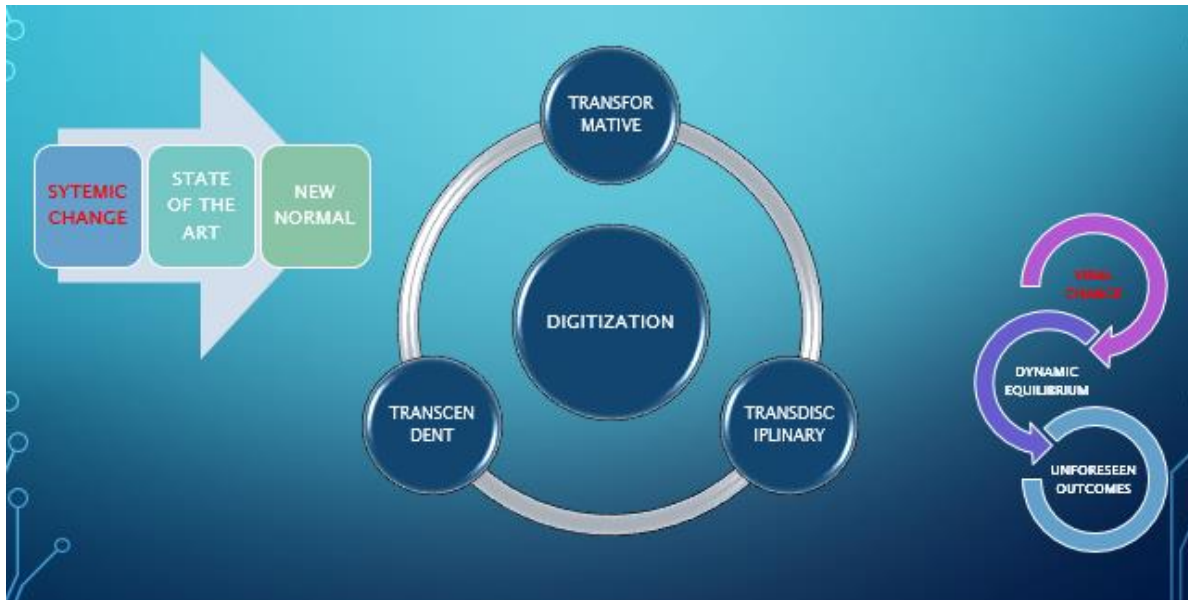 SYTEMIC
CHANGE
STATE
OF THE
ART
NEW
NORMAL
TRANSFOR
MATIVE
DIGITIZATION
TRANSCEN
DENT
TRANSDISC
IPLINARY
CHANGE
DYNAMIC
EQUILIBRIUM
UNFORESEEN
OUTCOMES